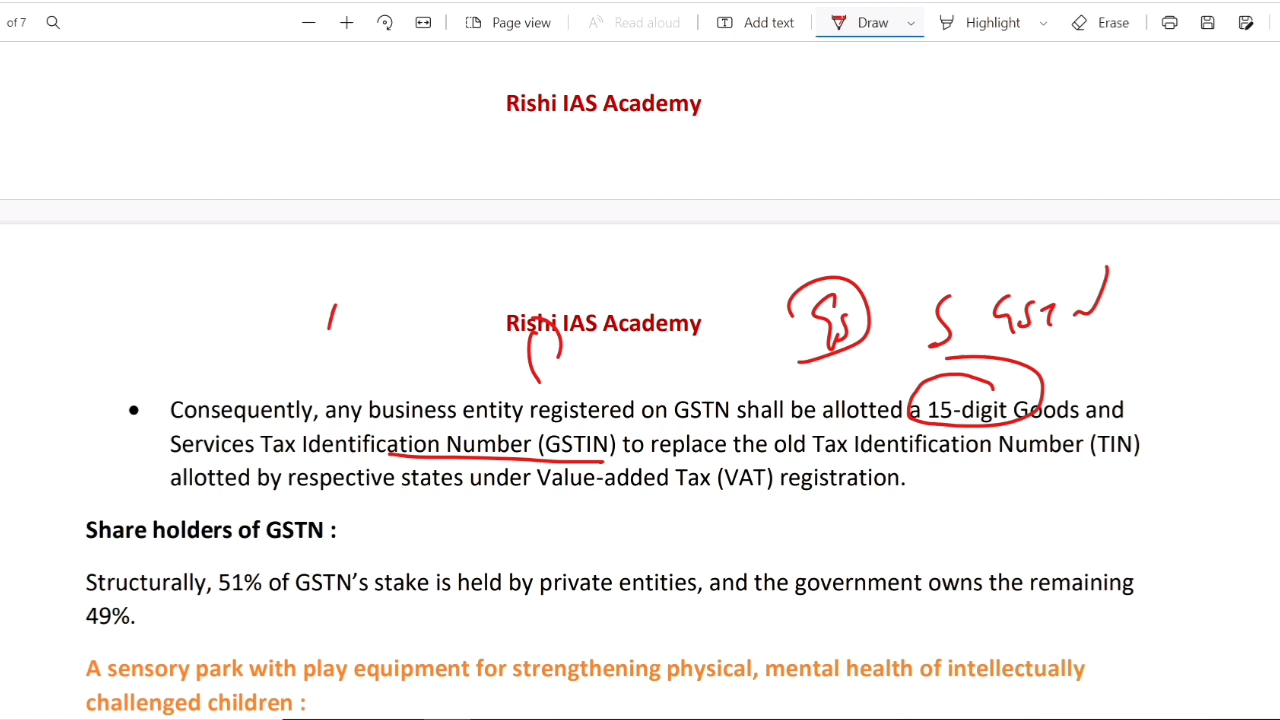 of 7
Page view
Read aloud
Add text
Draw
Highlight
Erase
Rishi IAS Academy
Rishi IAS Academy
S GSTN
• Consequently, any business entity registered on GSTN shall be allotted a 15-digit Goods and
Services Tax Identification Number (GSTIN) to replace the old Tax Identification Number (TIN)
allotted by respective states under Value-added Tax (VAT) registration.
Share holders of GSTN :
Structurally, 51% of GSTN’s stake is held by private entities, and the government owns the remaining
49%.
A sensory park with play equipment for strengthening physical, mental health of intellectually
challenged children :